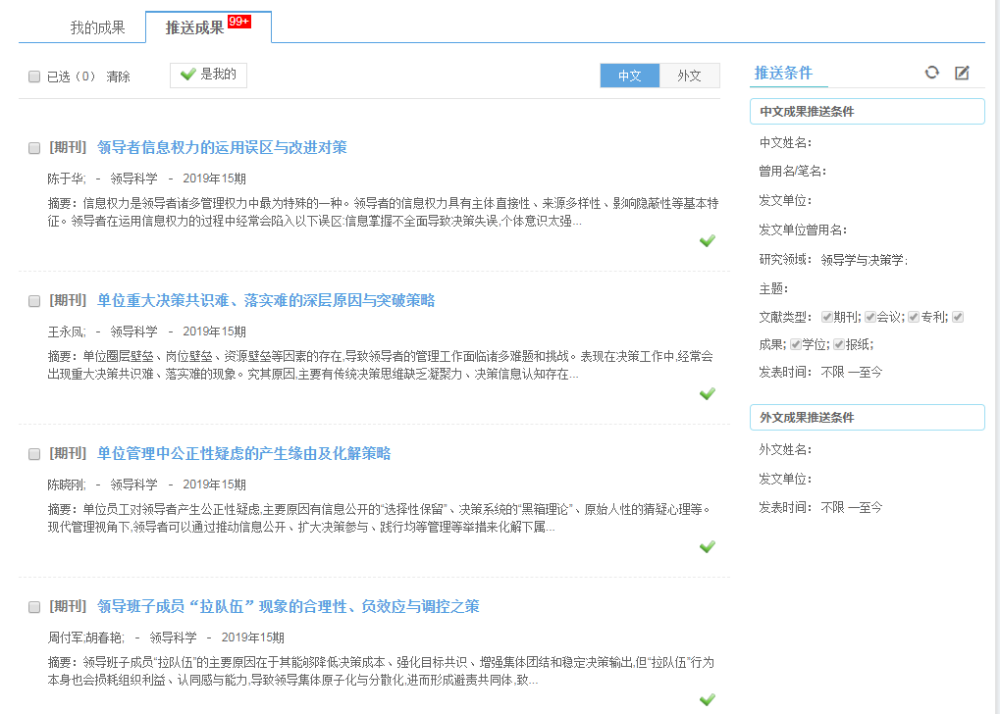 我的成果
推送成果 99+
已选（0） 清除
是我的
中文
外文
[期刊] 领导者信息权力的运用误区与改进对策
陈于华; - 领导科学 - 2019年15期
摘要：信息权力是领导者诸多管理权力中最为特殊的一种。领导者的信息权力具有主体直接性、来源多样性、影响隐蔽性等基本特
征。领导者在运用信息权力的过程中经常会陷入以下误区:信息掌握不全面导致决策失误,个体意识太强...
[期刊] 单位重大决策共识难、落实难的深层原因与突破策略
王永凤; - 领导科学 - 2019年15期
摘要：单位圈层壁垒、岗位壁垒、资源壁垒等因素的存在,导致领导者的管理工作面临诸多难题和挑战。表现在决策工作中,经常会
出现重大决策共识难、落实难的现象。究其原因,主要有传统决策思维缺乏凝聚力、决策信息认知存在...
[期刊] 单位管理中公正性疑虑的产生缘由及化解策略
陈晓刚; - 领导科学 - 2019年15期
摘要：单位员工对领导者产生公正性疑虑,主要原因有信息公开的“选择性保留”、决策系统的“黑箱理论”、原始人性的猜疑心理等。
现代管理视角下,领导者可以通过推动信息公开、扩大决策参与、践行均等管理等举措来化解下属...
[期刊] 领导班子成员“拉队伍”现象的合理性、负效应与调控之策
周付军;胡春艳; - 领导科学 - 2019年15期
摘要：领导班子成员“拉队伍”的主要原因在于其能够降低决策成本、强化目标共识、增强集体团结和稳定决策输出,但“拉队伍”行为
本身也会损耗组织利益、认同感与能力,导致领导集体原子化与分散化,进而形成避责共同体,致...
推送条件
中文成果推送条件
中文姓名：
曾用名/笔名：
发文单位：
发文单位曾用名：
研究领域： 领导学与决策学;
主题：
文献类型： 期刊; 会议; 专利;
成果; 学位; 报纸;
发表时间： 不限 —至今
外文成果推送条件
外文姓名：
发文单位：
发表时间： 不限 —至今